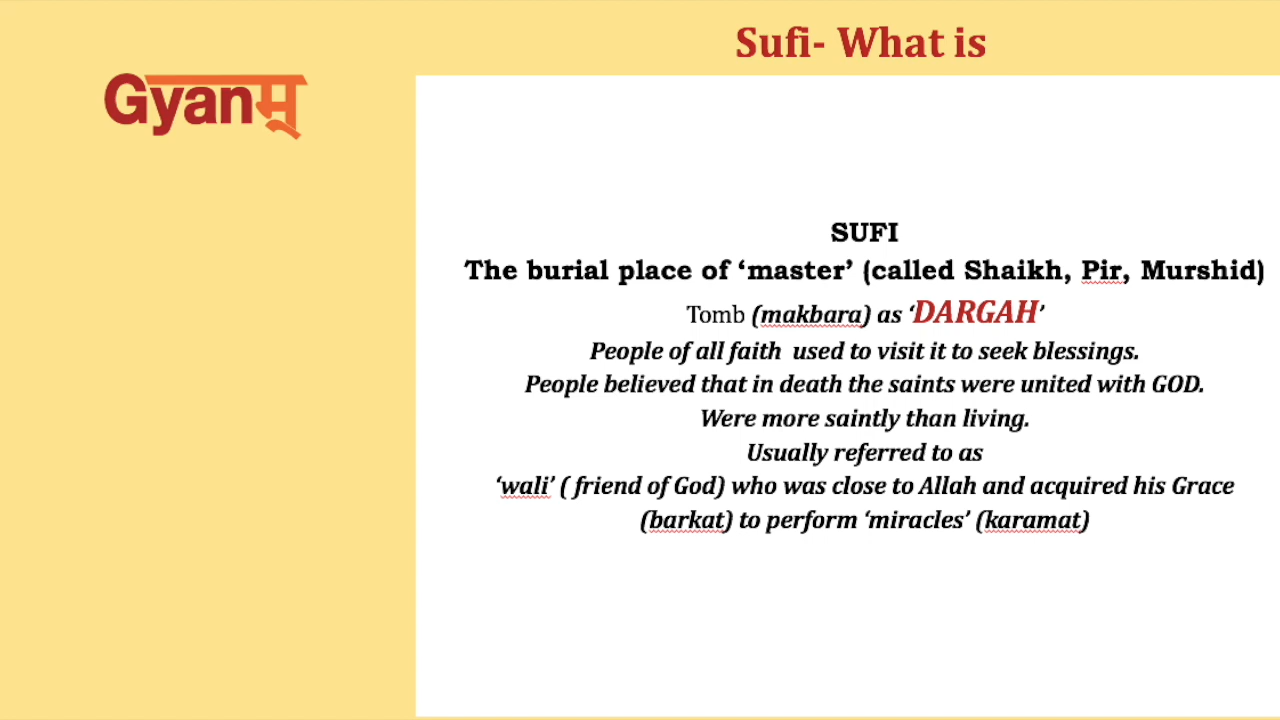 Sufi- What is
Gyanम्
SUFI
The burial place of ‘master’ (called Shaikh, Pir, Murshid)
Tomb (makbara) as ‘DARGAH’
People of all faith  used to visit it to seek blessings.
People believed that in death the saints were united with GOD.
Were more saintly than living.
Usually referred to as
‘wali’ ( friend of God) who was close to Allah and acquired his Grace
(barkat) to perform ‘miracles’ (karamat)